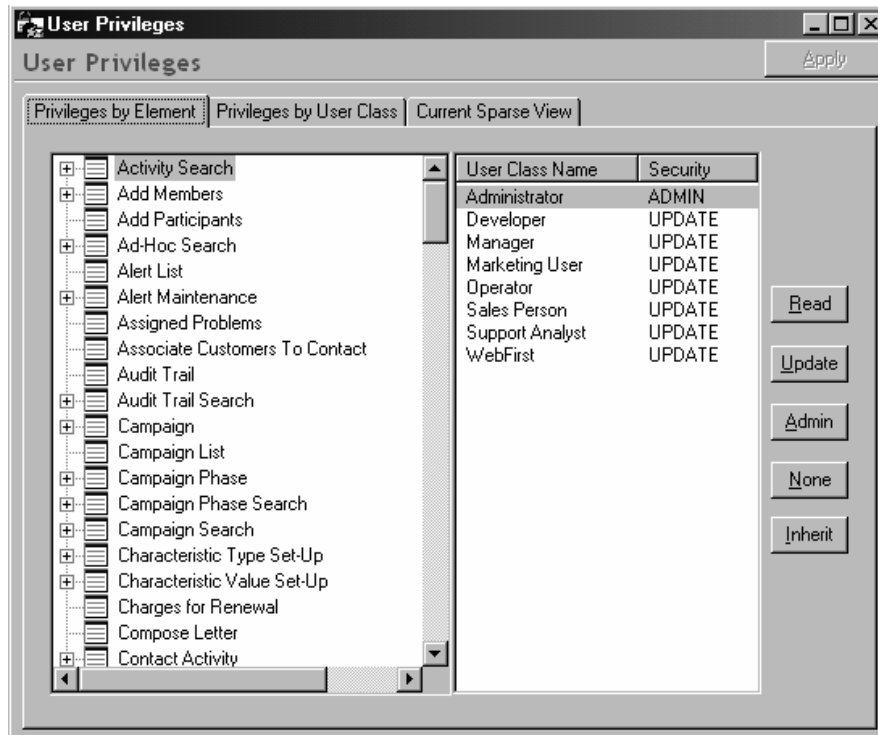 User Privileges
User Privileges
Apply
Privileges by Element
Privileges by User Class
Current Sparse View
Activity Search
Add Members
Add Participants
Ad-Hoc Search
Alert List
Alert Maintenance
Assigned Problems
Associate Customers To Contact
Audit Trail
Audit Trail Search
Campaign
Campaign List
Campaign Phase
Campaign Phase Search
Campaign Search
Characteristic Type Set-Up
Characteristic Value Set-Up
Charges for Renewal
Compose Letter
Contact Activity
User Class Name Security
Administrator ADMIN
Developer UPDATE
Manager UPDATE
Marketing User UPDATE
Operator UPDATE
Sales Person UPDATE
Support Analyst UPDATE
WebFirst UPDATE
Read
Update
Admin
None
Inherit